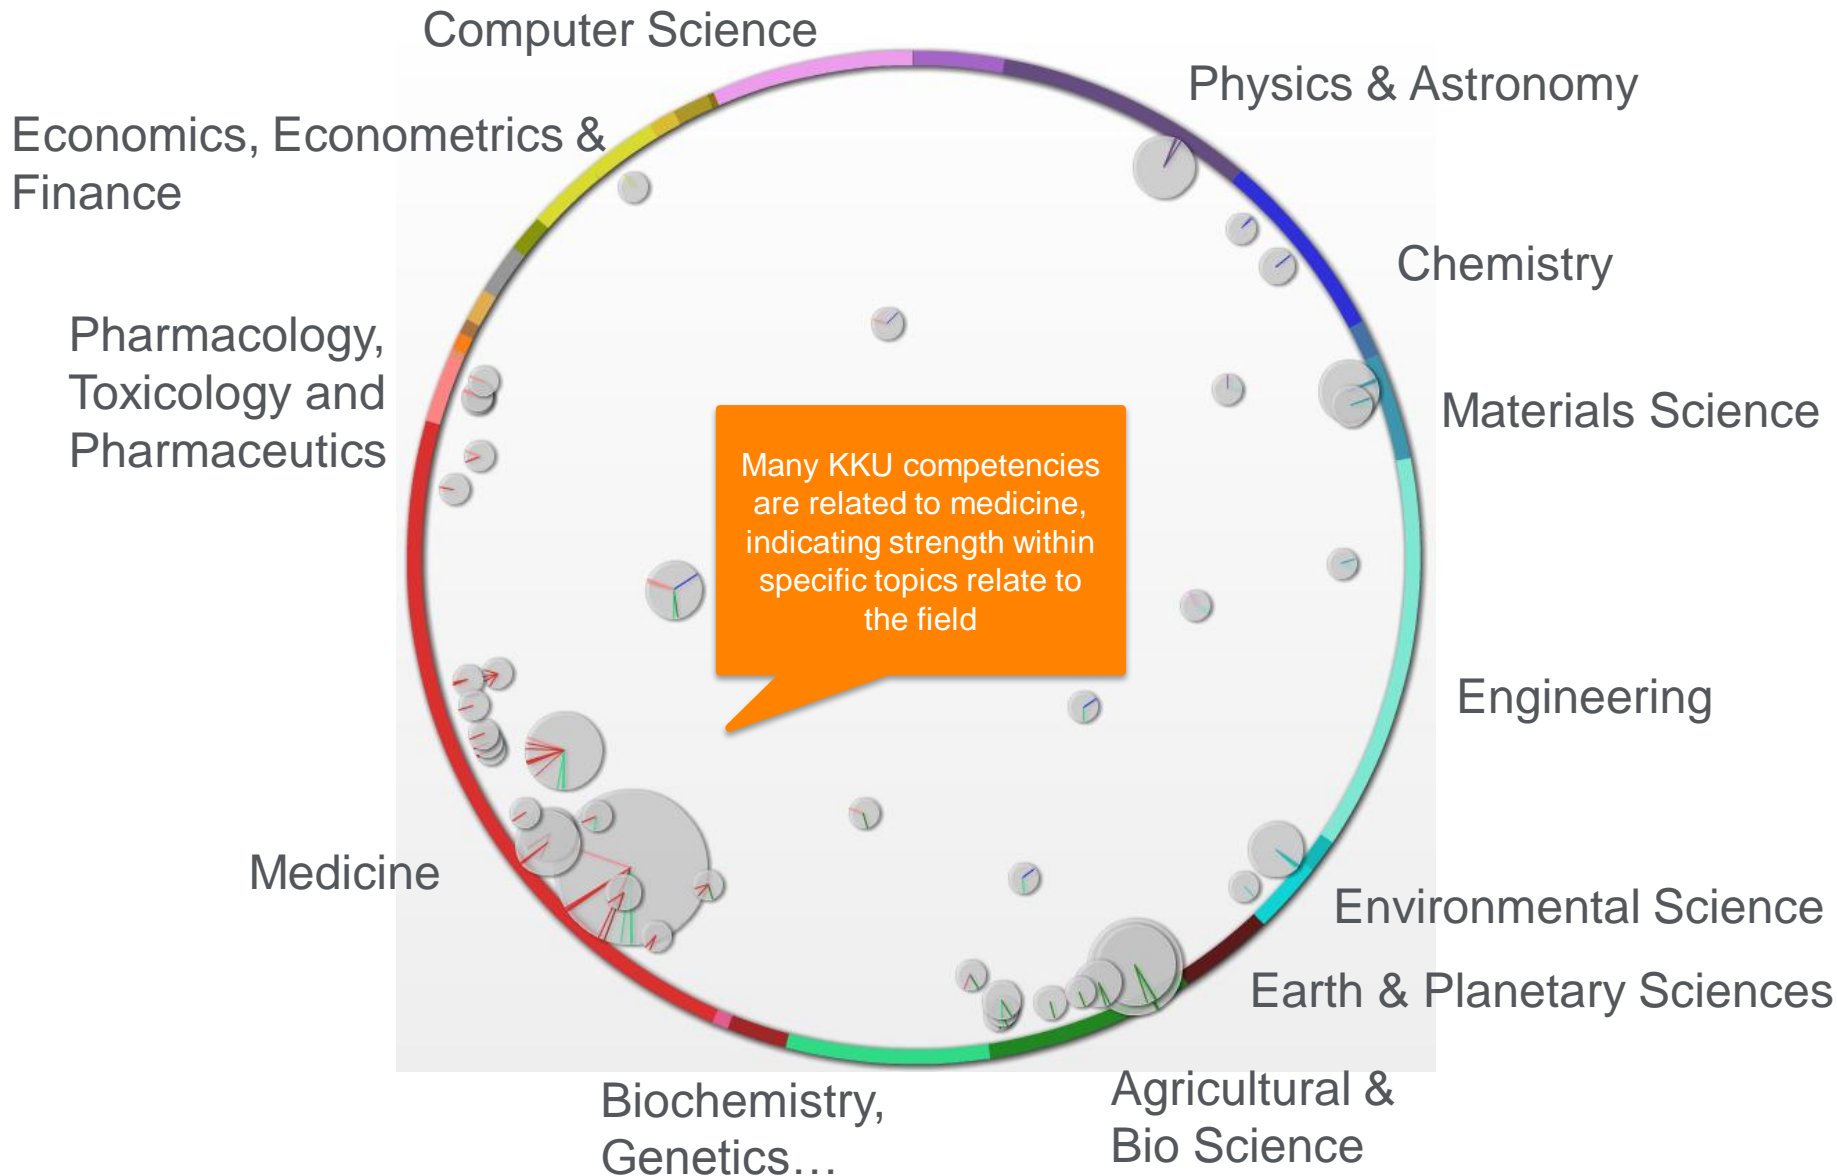 Computer Science
Physics & Astronomy
Economics, Econometrics &
Finance
Chemistry
Pharmacology,
Toxicology and
Pharmaceutics
Materials Science
Many KKU competencies
are related to medicine,
indicating strength within
specific topics relate to
the field
Engineering
Medicine
Environmental Science
Earth & Planetary Sciences
Biochemistry,
Genetics…
Agricultural &
Bio Science